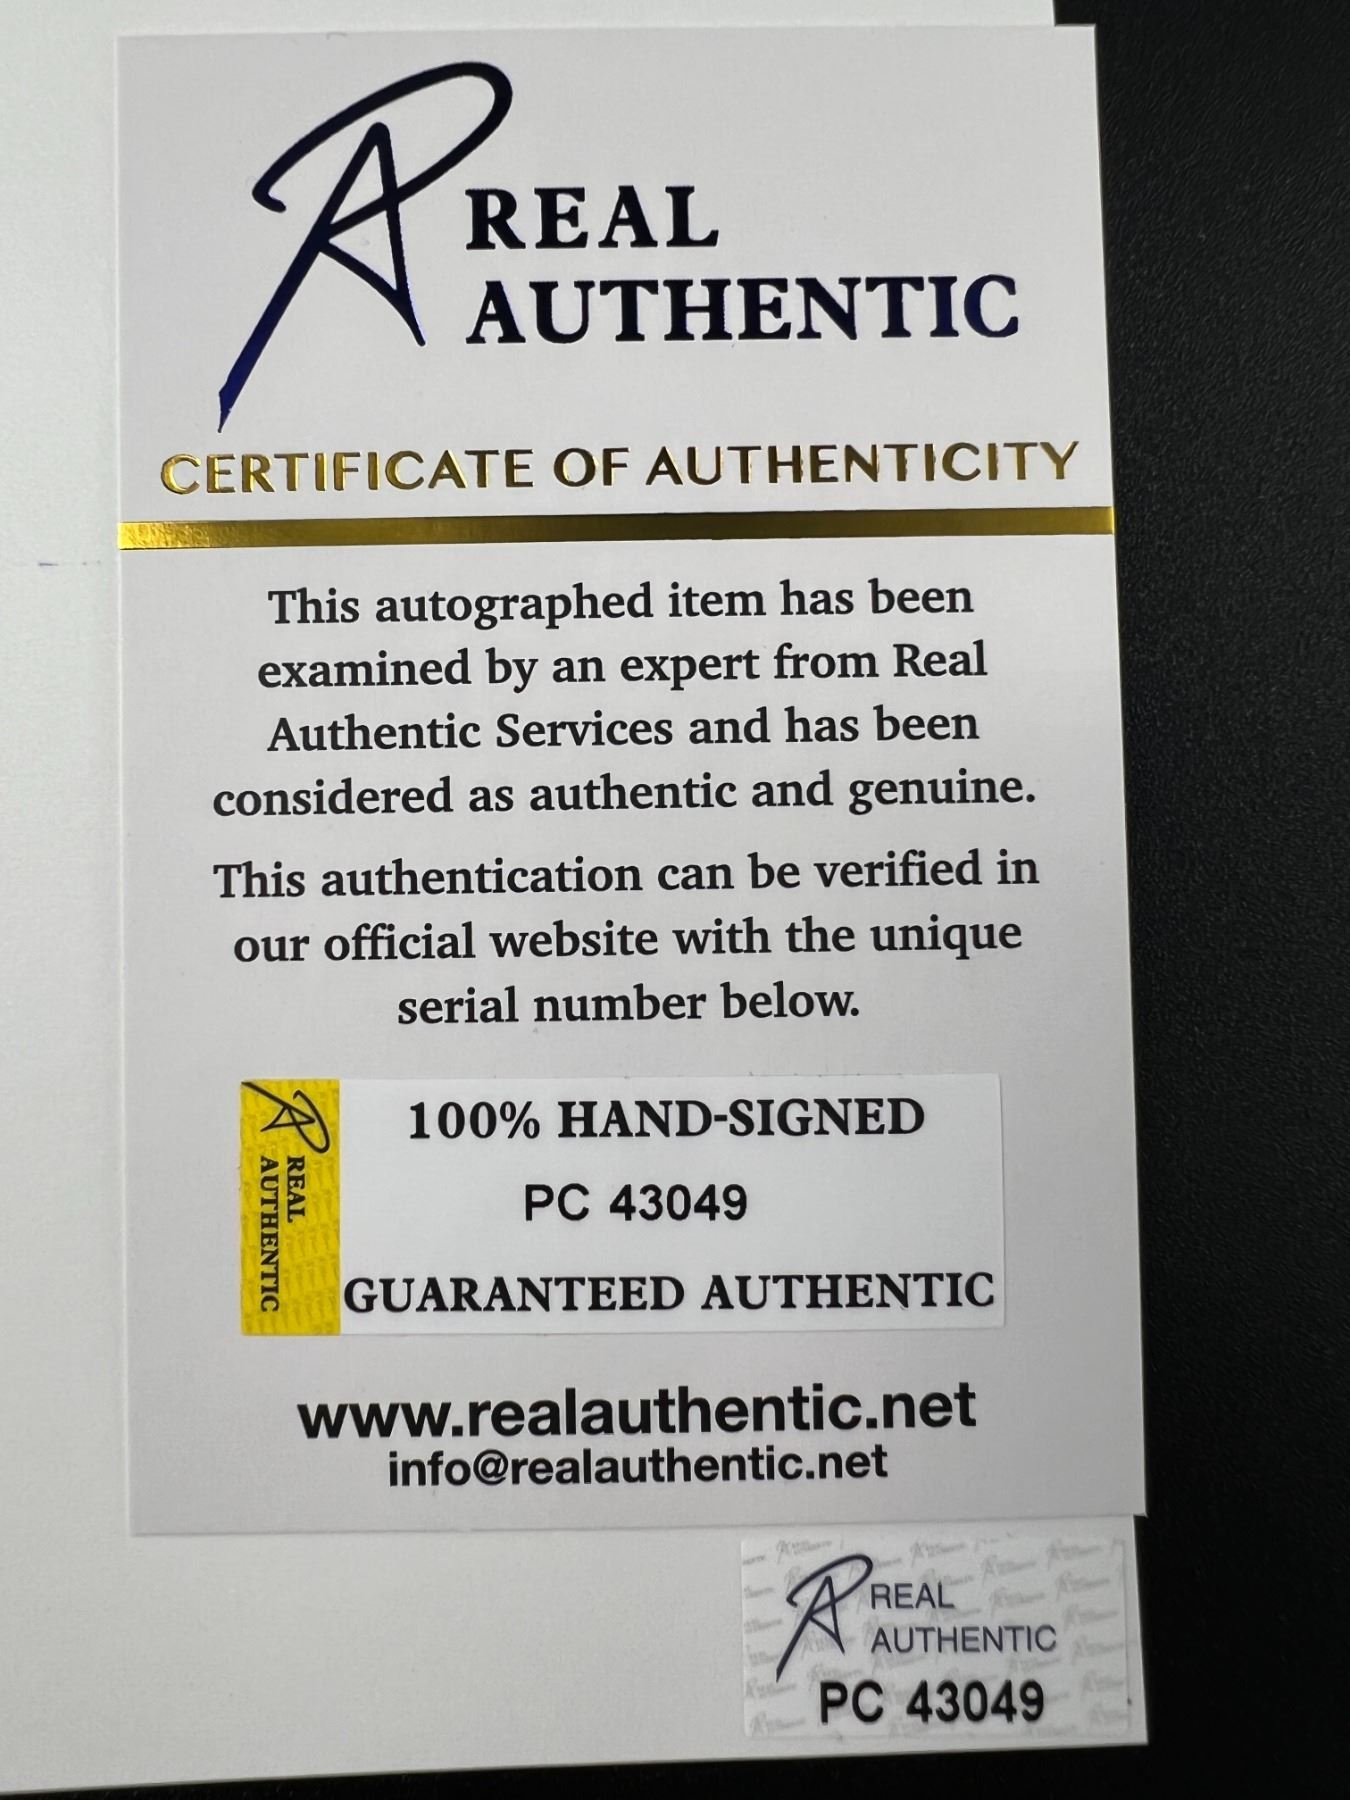 REAL
AUTHENTIC
CERTIFICATE OF AUTHENTICITY
This autographed item has been
examined by an expert from Real
Authentic Services and has been
considered as authentic and genuine.
This authentication can be verified in
our official website with the unique
serial number below.
REAL
AUTHENTIC
100% HAND-SIGNED
PC 43049
GUARANTEED AUTHENTIC
www.realauthentic.net
info@realauthentic.net
REAL
AUTHENTIC
PC 43049